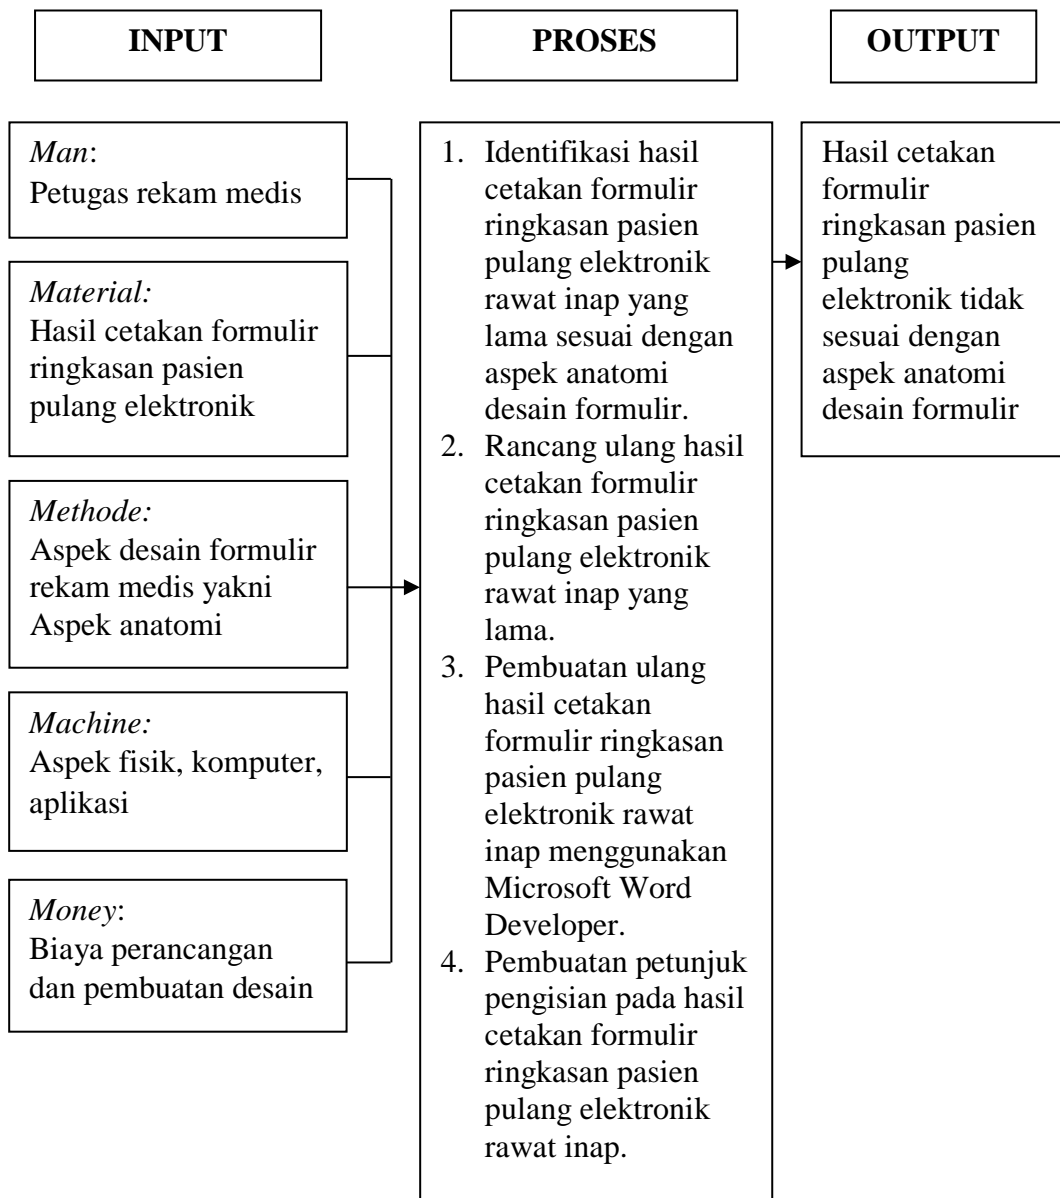 INPUT
PROSES
OUTPUT
Man:
Petugas rekam medis
Material:
Hasil cetakan formulir
ringkasan pasien
pulang elektronik
Methode:
Aspek desain formulir
rekam medis yakni
Aspek anatomi
Machine:
Aspek fisik, komputer,
aplikasi
Money:
Biaya perancangan
dan pembuatan desain
1. Identifikasi hasil
cetakan formulir
ringkasan pasien
pulang elektronik
rawat inap yang
lama sesuai dengan
aspek anatomi
desain formulir.
2. Rancang ulang hasil
cetakan formulir
ringkasan pasien
pulang elektronik
rawat inap yang
lama.
3. Pembuatan ulang
hasil cetakan
formulir ringkasan
pasien pulang
elektronik rawat
inap menggunakan
Microsoft Word
Developer.
4. Pembuatan petunjuk
pengisian pada hasil
cetakan formulir
ringkasan pasien
pulang elektronik
rawat inap.
Hasil cetakan
formulir
ringkasan pasien
pulang
elektronik tidak
sesuai dengan
aspek anatomi
desain formulir